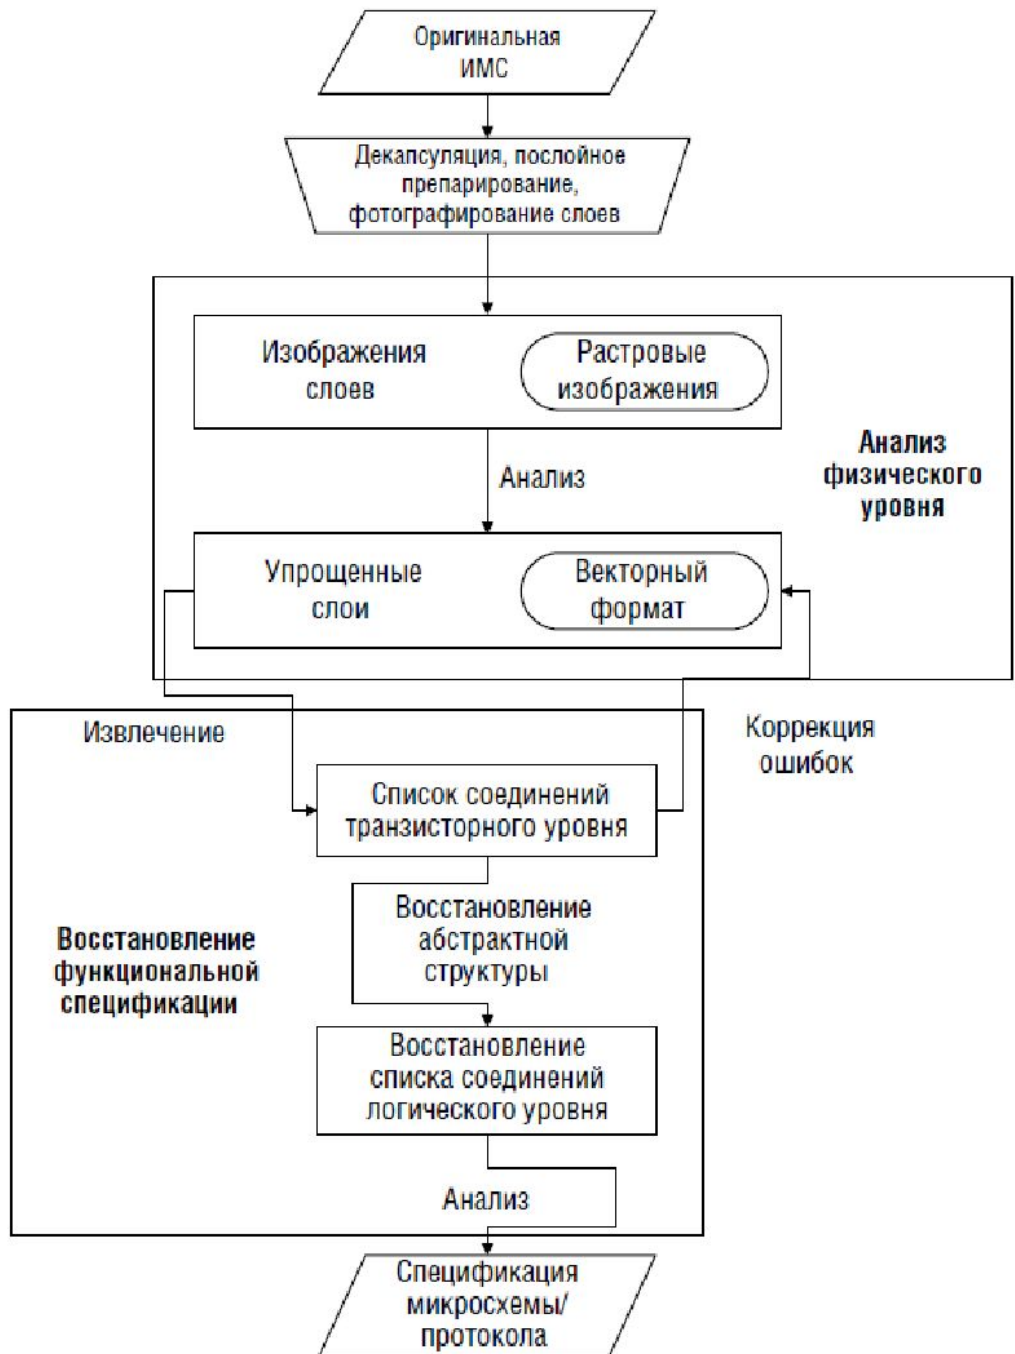 Оригинальная
ИМС
Декапсуляция, послойное
препарирование,
фотографирование слоев
Изображения
слоев
Растровые
изображения
Анализ
физического
уровня
Анализ
Упрощенные
слои
Векторный
формат
Извлечение
Коррекция
ошибок
Список соединений
транзисторного уровня
Восстановление
абстрактной
структуры
Восстановление
функциональной
спецификации
Восстановление
списка соединений
логического уровня
Анализ
Спецификация
микросхемы/
протокола